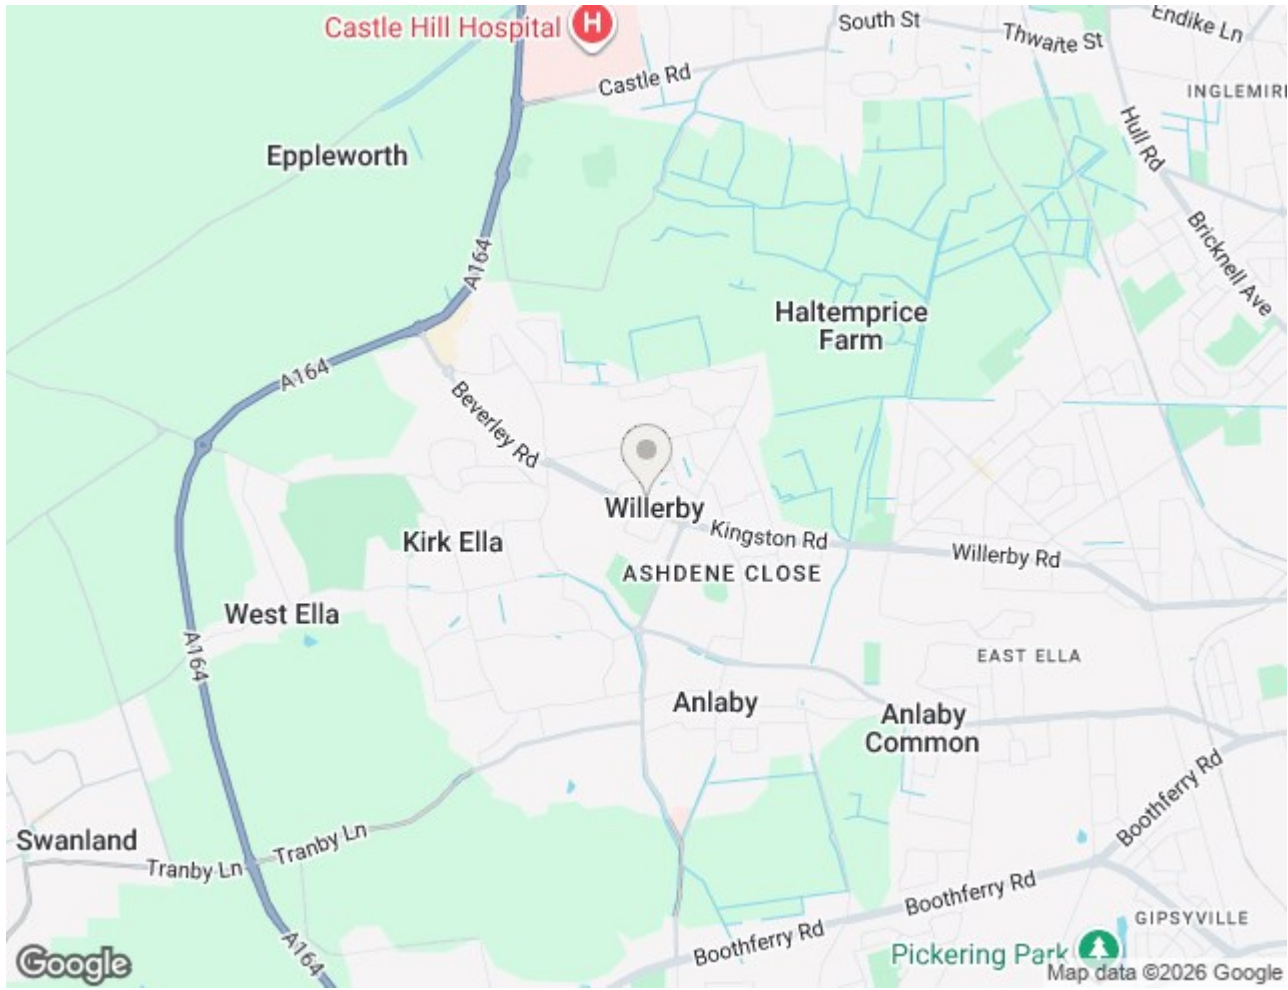 Castle Hill Hospital
H
South St
Endike Ln
Thwaite St
Castle Rd
INGLEMIR
Hull Rd
Eppleworth
Bricknell Ave
A164
Haltemprice
Farm
A164
Beverley Rd
Willerby
Kingston Rd
Kirk Ella
Willerby Rd
ASHDENE CLOSE
West Ella
A164
EAST ELLA
Anlaby
Anlaby
Common
Boothferry Rd
Swanland
Tranby Ln
Tranby Ln
Boothferry Rd
GIPSYVILLE
Boothferry Rd
A164
Pickering Park
Google
Map data ©2026 Google